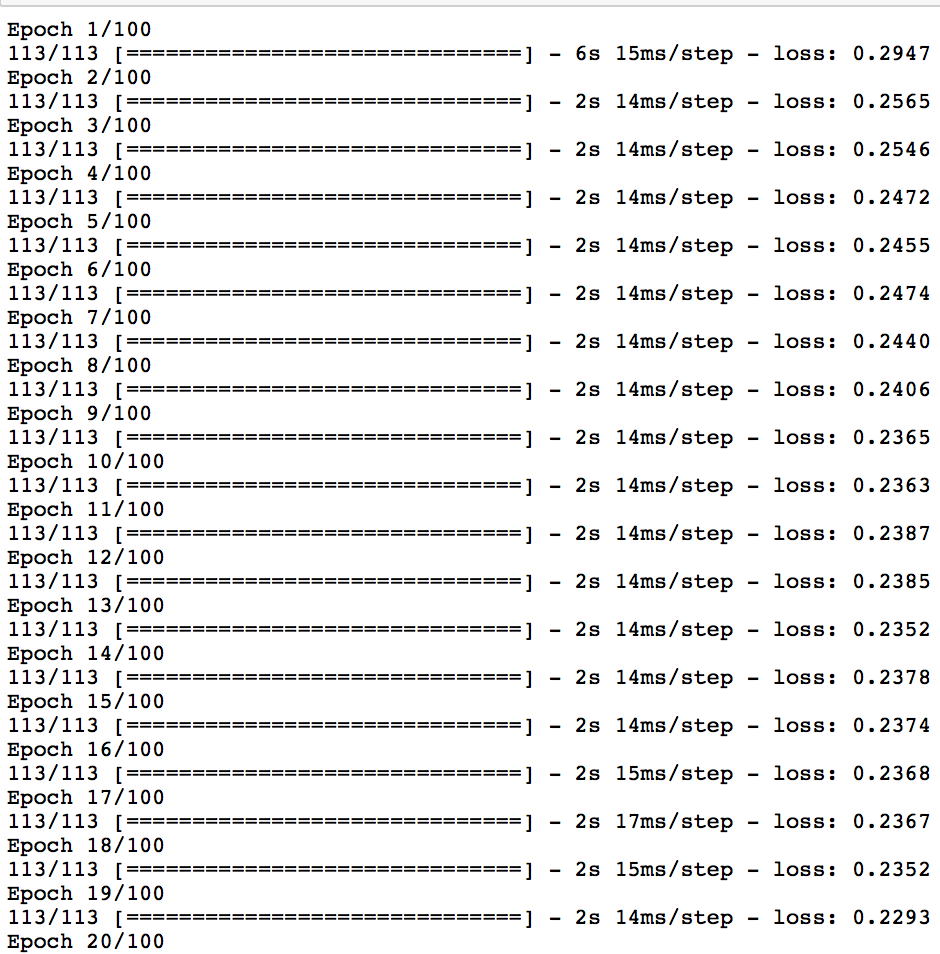 Epoch 1/100
113/113 [==============================] - 6s 15ms/step - loss: 0.2947
Epoch 2/100
113/113 [==============================] - 2s 14ms/step - loss: 0.2565
Epoch 3/100
113/113 [==============================] - 2s 14ms/step - loss: 0.2546
Epoch 4/100
113/113 [==============================] - 2s 14ms/step - loss: 0.2472
Epoch 5/100
113/113 [==============================] - 2s 14ms/step - loss: 0.2455
Epoch 6/100
113/113 [==============================] - 2s 14ms/step - loss: 0.2474
Epoch 7/100
113/113 [==============================] - 2s 14ms/step - loss: 0.2440
Epoch 8/100
113/113 [==============================] - 2s 14ms/step - loss: 0.2406
Epoch 9/100
113/113 [==============================] - 2s 14ms/step - loss: 0.2365
Epoch 10/100
113/113 [==============================] - 2s 14ms/step - loss: 0.2363
Epoch 11/100
113/113 [==============================] - 2s 14ms/step - loss: 0.2387
Epoch 12/100
113/113 [==============================] - 2s 14ms/step - loss: 0.2385
Epoch 13/100
113/113 [==============================] - 2s 14ms/step - loss: 0.2352
Epoch 14/100
113/113 [==============================] - 2s 14ms/step - loss: 0.2378
Epoch 15/100
113/113 [==============================] - 2s 14ms/step - loss: 0.2374
Epoch 16/100
113/113 [==============================] - 2s 15ms/step - loss: 0.2368
Epoch 17/100
113/113 [==============================] - 2s 17ms/step - loss: 0.2367
Epoch 18/100
113/113 [==============================] - 2s 15ms/step - loss: 0.2352
Epoch 19/100
113/113 [==============================] - 2s 14ms/step - loss: 0.2293
Epoch 20/100